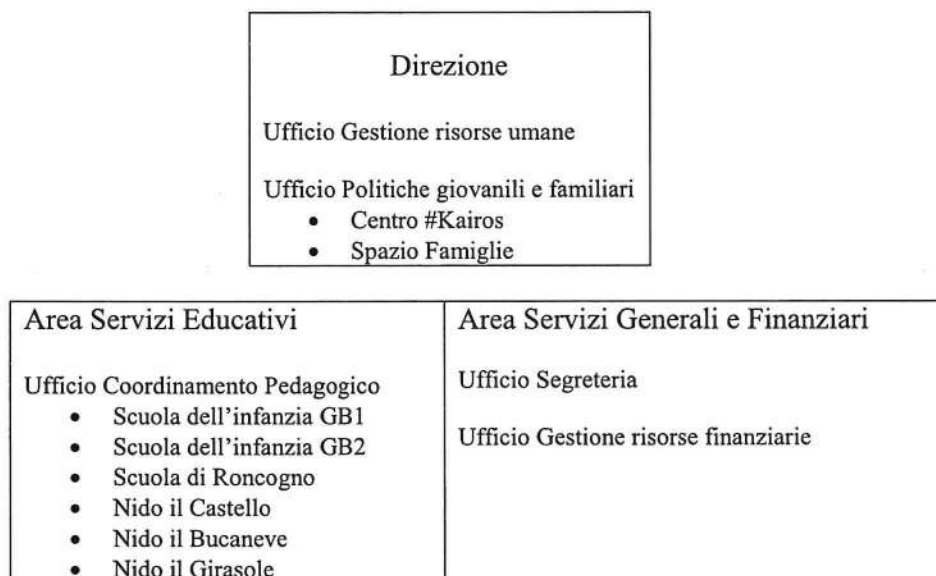 Direzione
Ufficio Gestione risorse umane
Ufficio Politiche giovanili e familiari
• Centro #Kairos
• Spazio Famiglie
Area Servizi Educativi
Ufficio Coordinamento Pedagogico
• Scuola dell'infanzia GB1
• Scuola dell'infanzia GB2
• Scuola di Roncogno
• Nido il Castello
• Nido il Bucaneve
• Nido il Girasole
Area Servizi Generali e Finanziari
Ufficio Segreteria
Ufficio Gestione risorse finanziarie